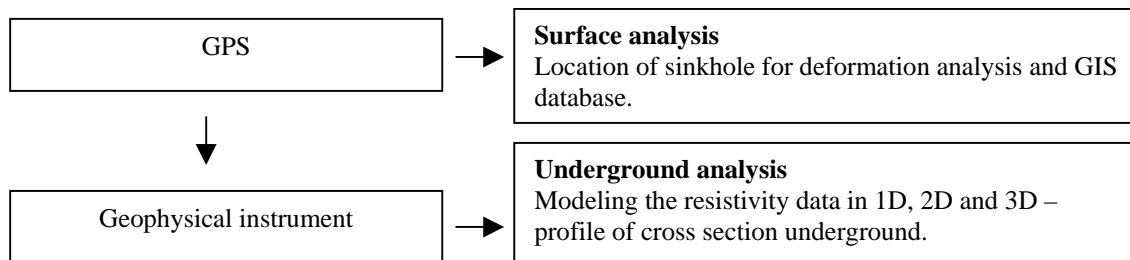 GPS
Surface analysis
Location of sinkhole for deformation analysis and GIS
database.
Geophysical instrument
Underground analysis
Modeling the resistivity data in 1D, 2D and 3D –
profile of cross section underground.